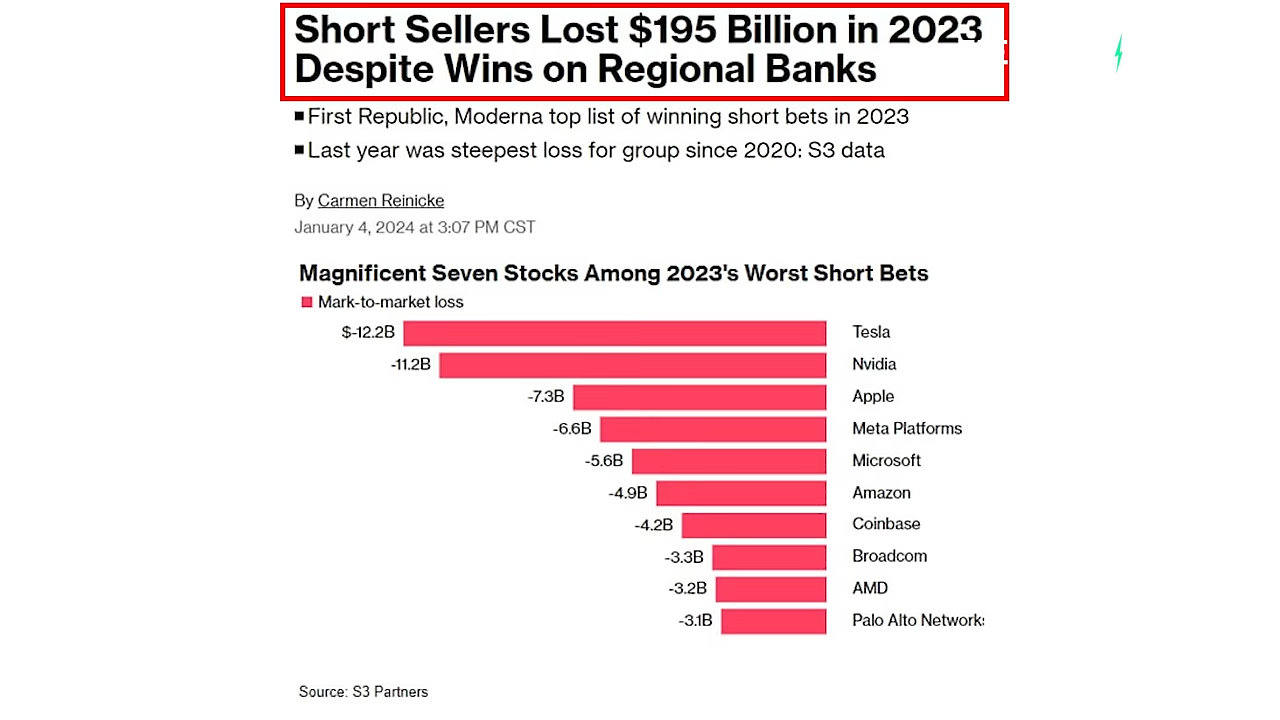 Short Sellers Lost $195 Billion in 2023
Despite Wins on Regional Banks
First Republic, Moderna top list of winning short bets in 2023
Last year was steepest loss for group since 2020: S3 data
By Carmen Reinicke
January 4, 2024 at 3:07 PM CST
Magnificent Seven Stocks Among 2023's Worst Short Bets
Mark-to-market loss
$-12.2B Tesla
-11.2B Nvidia
-7.3B Apple
-6.6B Meta Platforms
-5.6B Microsoft
-4.9B Amazon
-4.2B Coinbase
-3.3B Broadcom
-3.2B AMD
-3.1B Palo Alto Networks
Source: S3 Partners